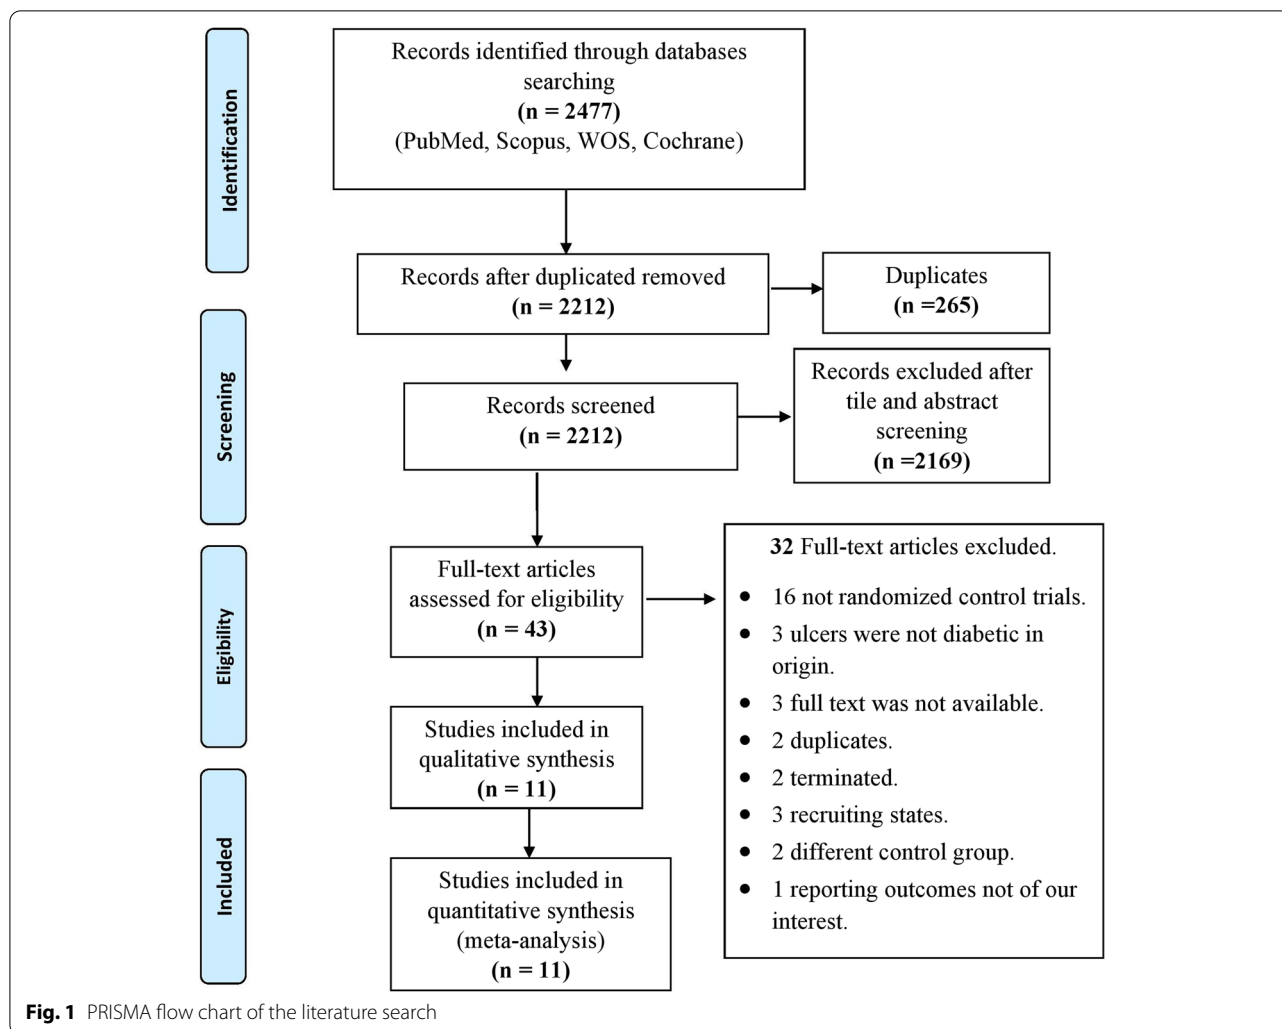 Identification
Records identified through databases
searching
(n = 2477)
(PubMed, Scopus, WOS, Cochrane)
Records after duplicated removed
(n = 2212)
Duplicates
(n =265)
Screening
Records screened
(n = 2212)
Records excluded after
tile and abstract
screening
(n =2169)
Eligibility
Full-text articles
assessed for eligibility
(n = 43)
32 Full-text articles excluded.
• 16 not randomized control trials.
• 3 ulcers were not diabetic in
origin.
• 3 full text was not available.
• 2 duplicates.
• 2 terminated.
• 3 recruiting states.
• 2 different control group.
• 1 reporting outcomes not of our
interest.
Studies included in
qualitative synthesis
(n = 11)
Included
Studies included in
quantitative synthesis
(meta-analysis)
(n = 11)
Fig. 1 PRISMA flow chart of the literature search